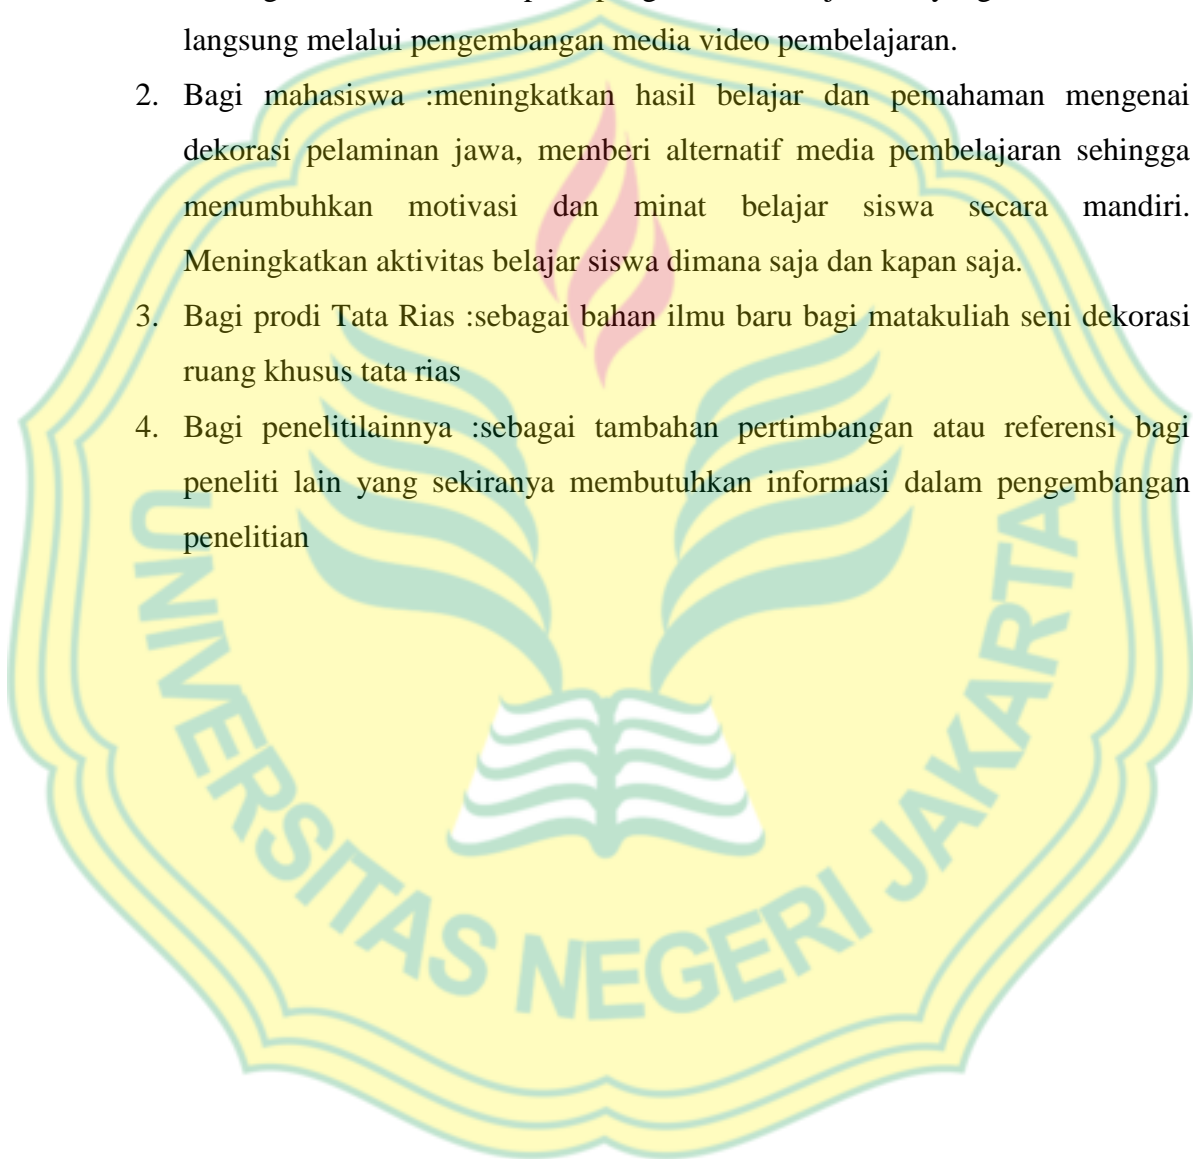 langsung melalui pengembangan media video pembelajaran.
2. Bagi mahasiswa :meningkatkan hasil belajar dan pemahaman mengenai
dekorasi pelaminan jawa, memberi alternatif media pembelajaran sehingga
menumbuhkan motivasi dan minat belajar siswa secara mandiri.
Meningkatkan aktivitas belajar siswa dimana saja dan kapan saja.
3. Bagi prodi Tata Rias :sebagai bahan ilmu baru bagi matakuliah seni dekorasi
ruang khusus tata rias
4. Bagi penelitilainnya :sebagai tambahan pertimbangan atau referensi bagi
peneliti lain yang sekiranya membutuhkan informasi dalam pengembangan
penelitian
UNIVERSITAS NEGERI JAKARTA